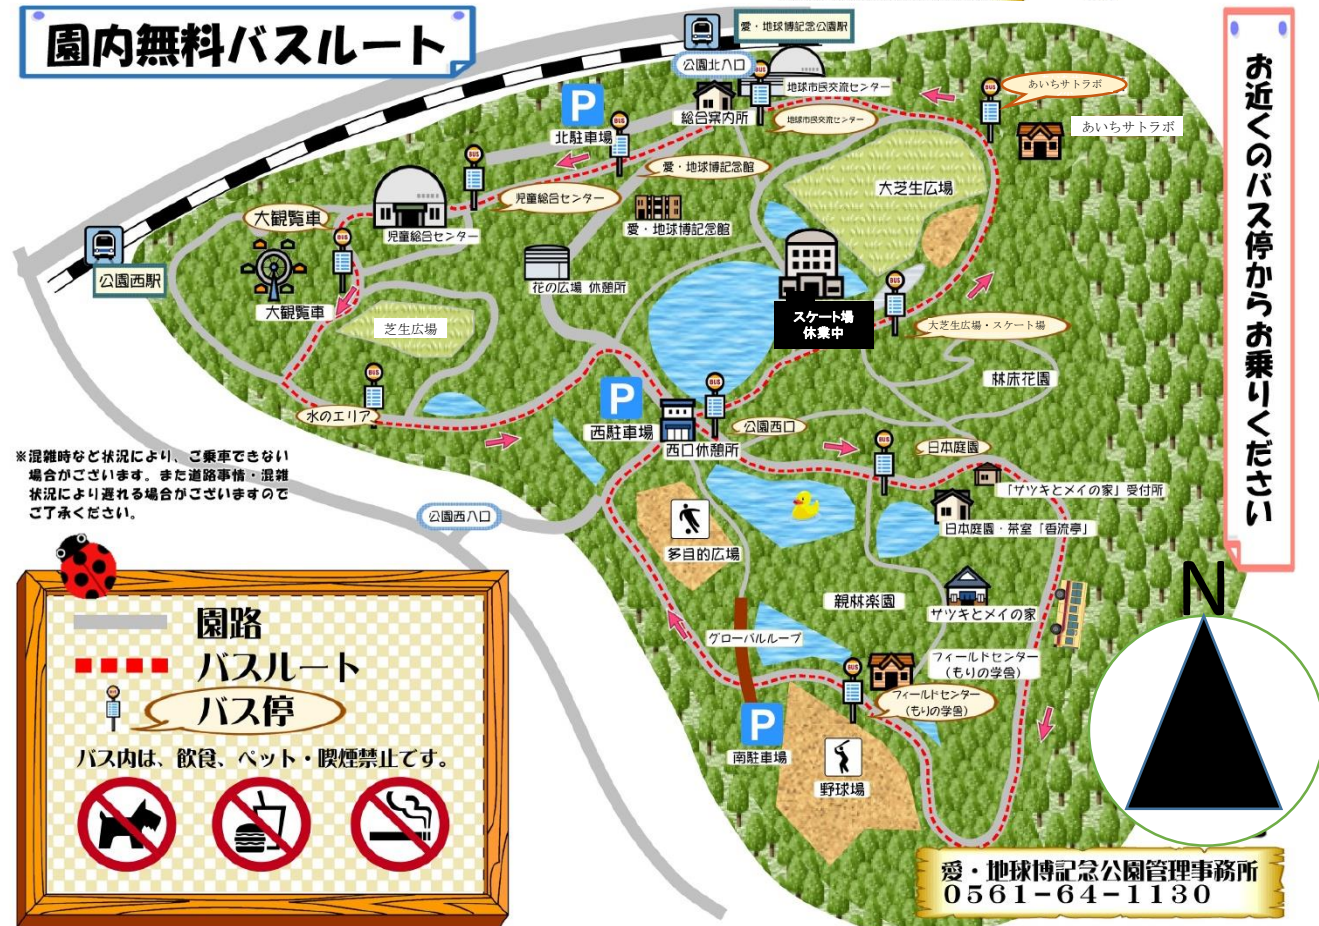 園内無料バスルート
愛・地球博記念公園駅
公園北入口
地球市民交流センター
総合案内所
地球市民交流センター
北駐車場
愛・地球博記念館
愛・地球博記念館
あいちサトラボ
あいちサトラボ
大芝生広場
児童総合センター
児童総合センター
大観覧車
大観覧車
公園西駅
花の広場 休憩所
芝生広場
スケート場
休業中
大芝生広場・スケート場
林床花園
水のエリア
西駐車場
西口休憩所
公園西口
日本庭園
「サツキとメイの家」受付所
日本庭園・茶室「香流亭」
公園西入口
多目的広場
親林楽園
サツキとメイの家
グローバルループ
フィールドセンター
(もりの学舎)
フィールドセンター
(もりの学舎)
南駐車場
野球場
お近くのバス停からお乗りください
※混雑時など状況により、ご乗車できない
場合がございます。また道路事情・混雑
状況により遅れる場合がございますので
ご了承ください。
園路
バスルート
バス停
バス内は、飲食、ペット・喫煙禁止です。
N
愛・地球博記念公園管理事務所
0561-64-1130
P
P
P
BUS
BUS
BUS
BUS
BUS
BUS
BUS
BUS
BUS
BUS